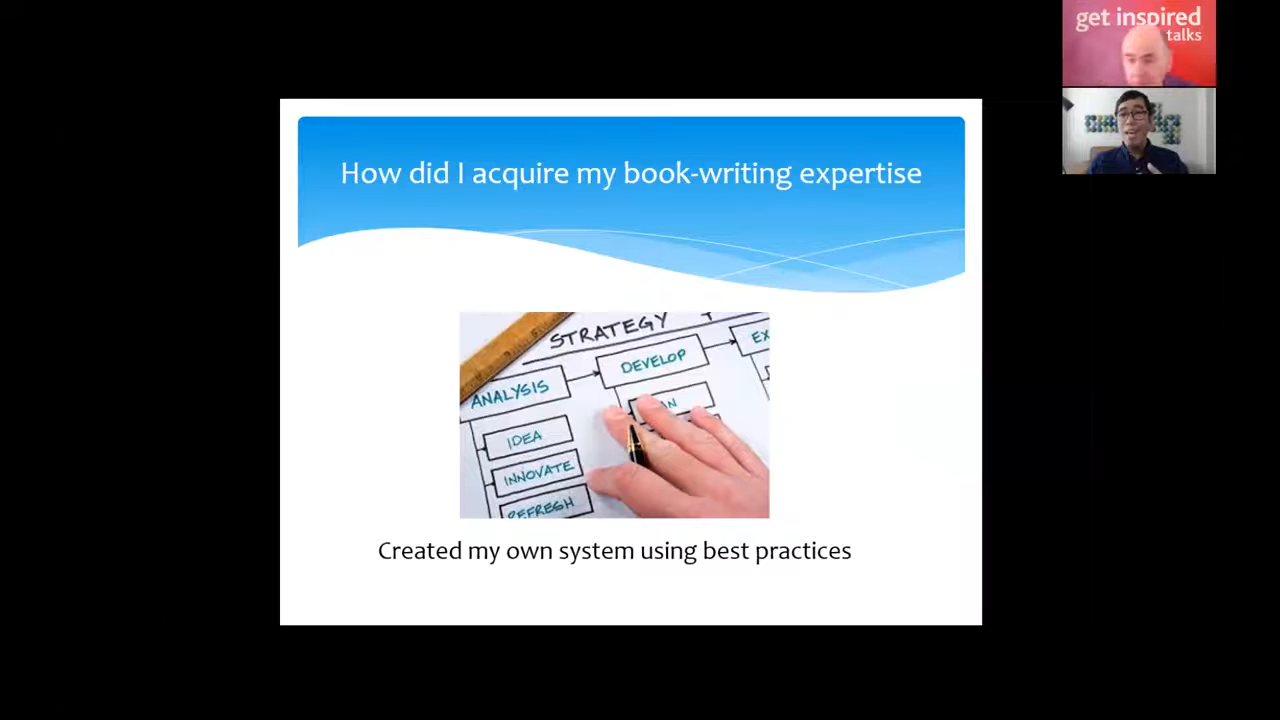 get inspired
talks
How did I acquire my book-writing expertise
STRATEGY
ANALYSIS
DEVELOP
IDEA
INNOVATE
REFRESH
Created my own system using best practices